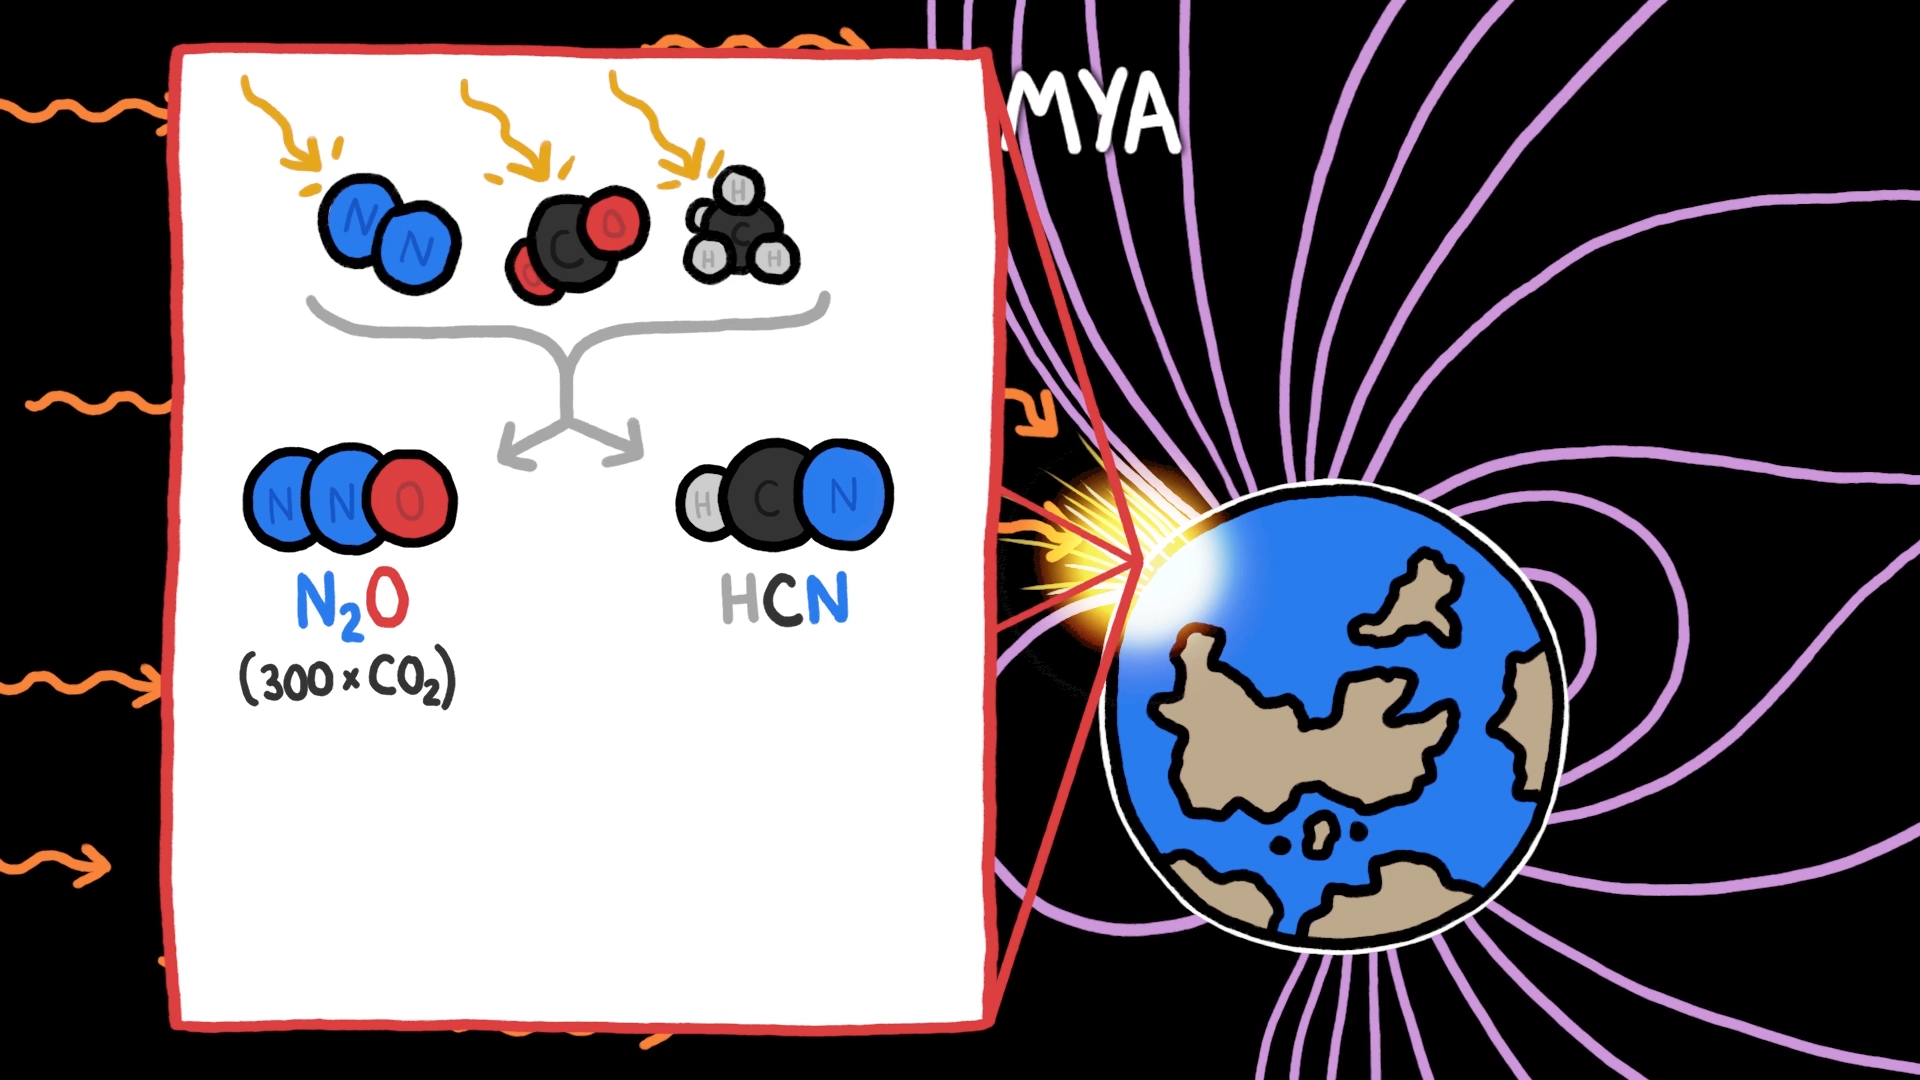 MYA
N N C O H C H H
N N O H C N
N₂O HCN
(300 × CO₂)